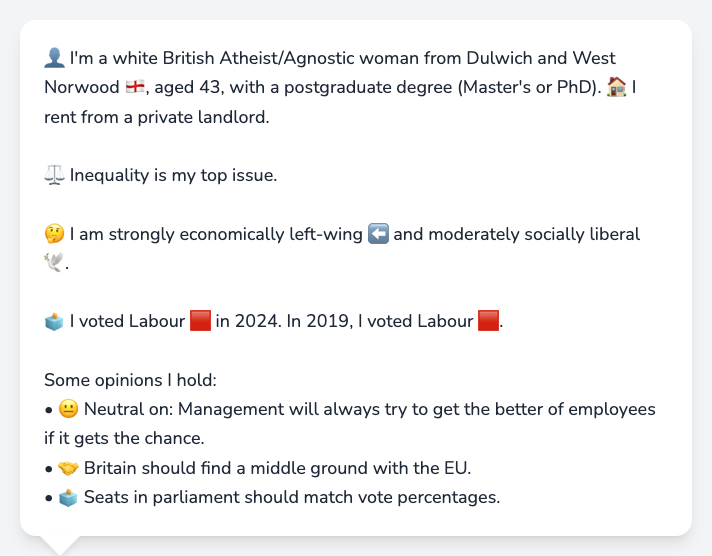 👤 I'm a white British Atheist/Agnostic woman from Dulwich and West
Norwood 🏴󠁧󠁢󠁥󠁮󠁧󠁿, aged 43, with a postgraduate degree (Master's or PhD). 🏠 I
rent from a private landlord.
⚖️ Inequality is my top issue.
🤔 I am strongly economically left-wing ⬅️ and moderately socially liberal
🕊️.
🗳️ I voted Labour 🟥 in 2024. In 2019, I voted Labour 🟥.
Some opinions I hold:
• 😐 Neutral on: Management will always try to get the better of employees
if it gets the chance.
• 🤝 Britain should find a middle ground with the EU.
• 🗳️ Seats in parliament should match vote percentages.